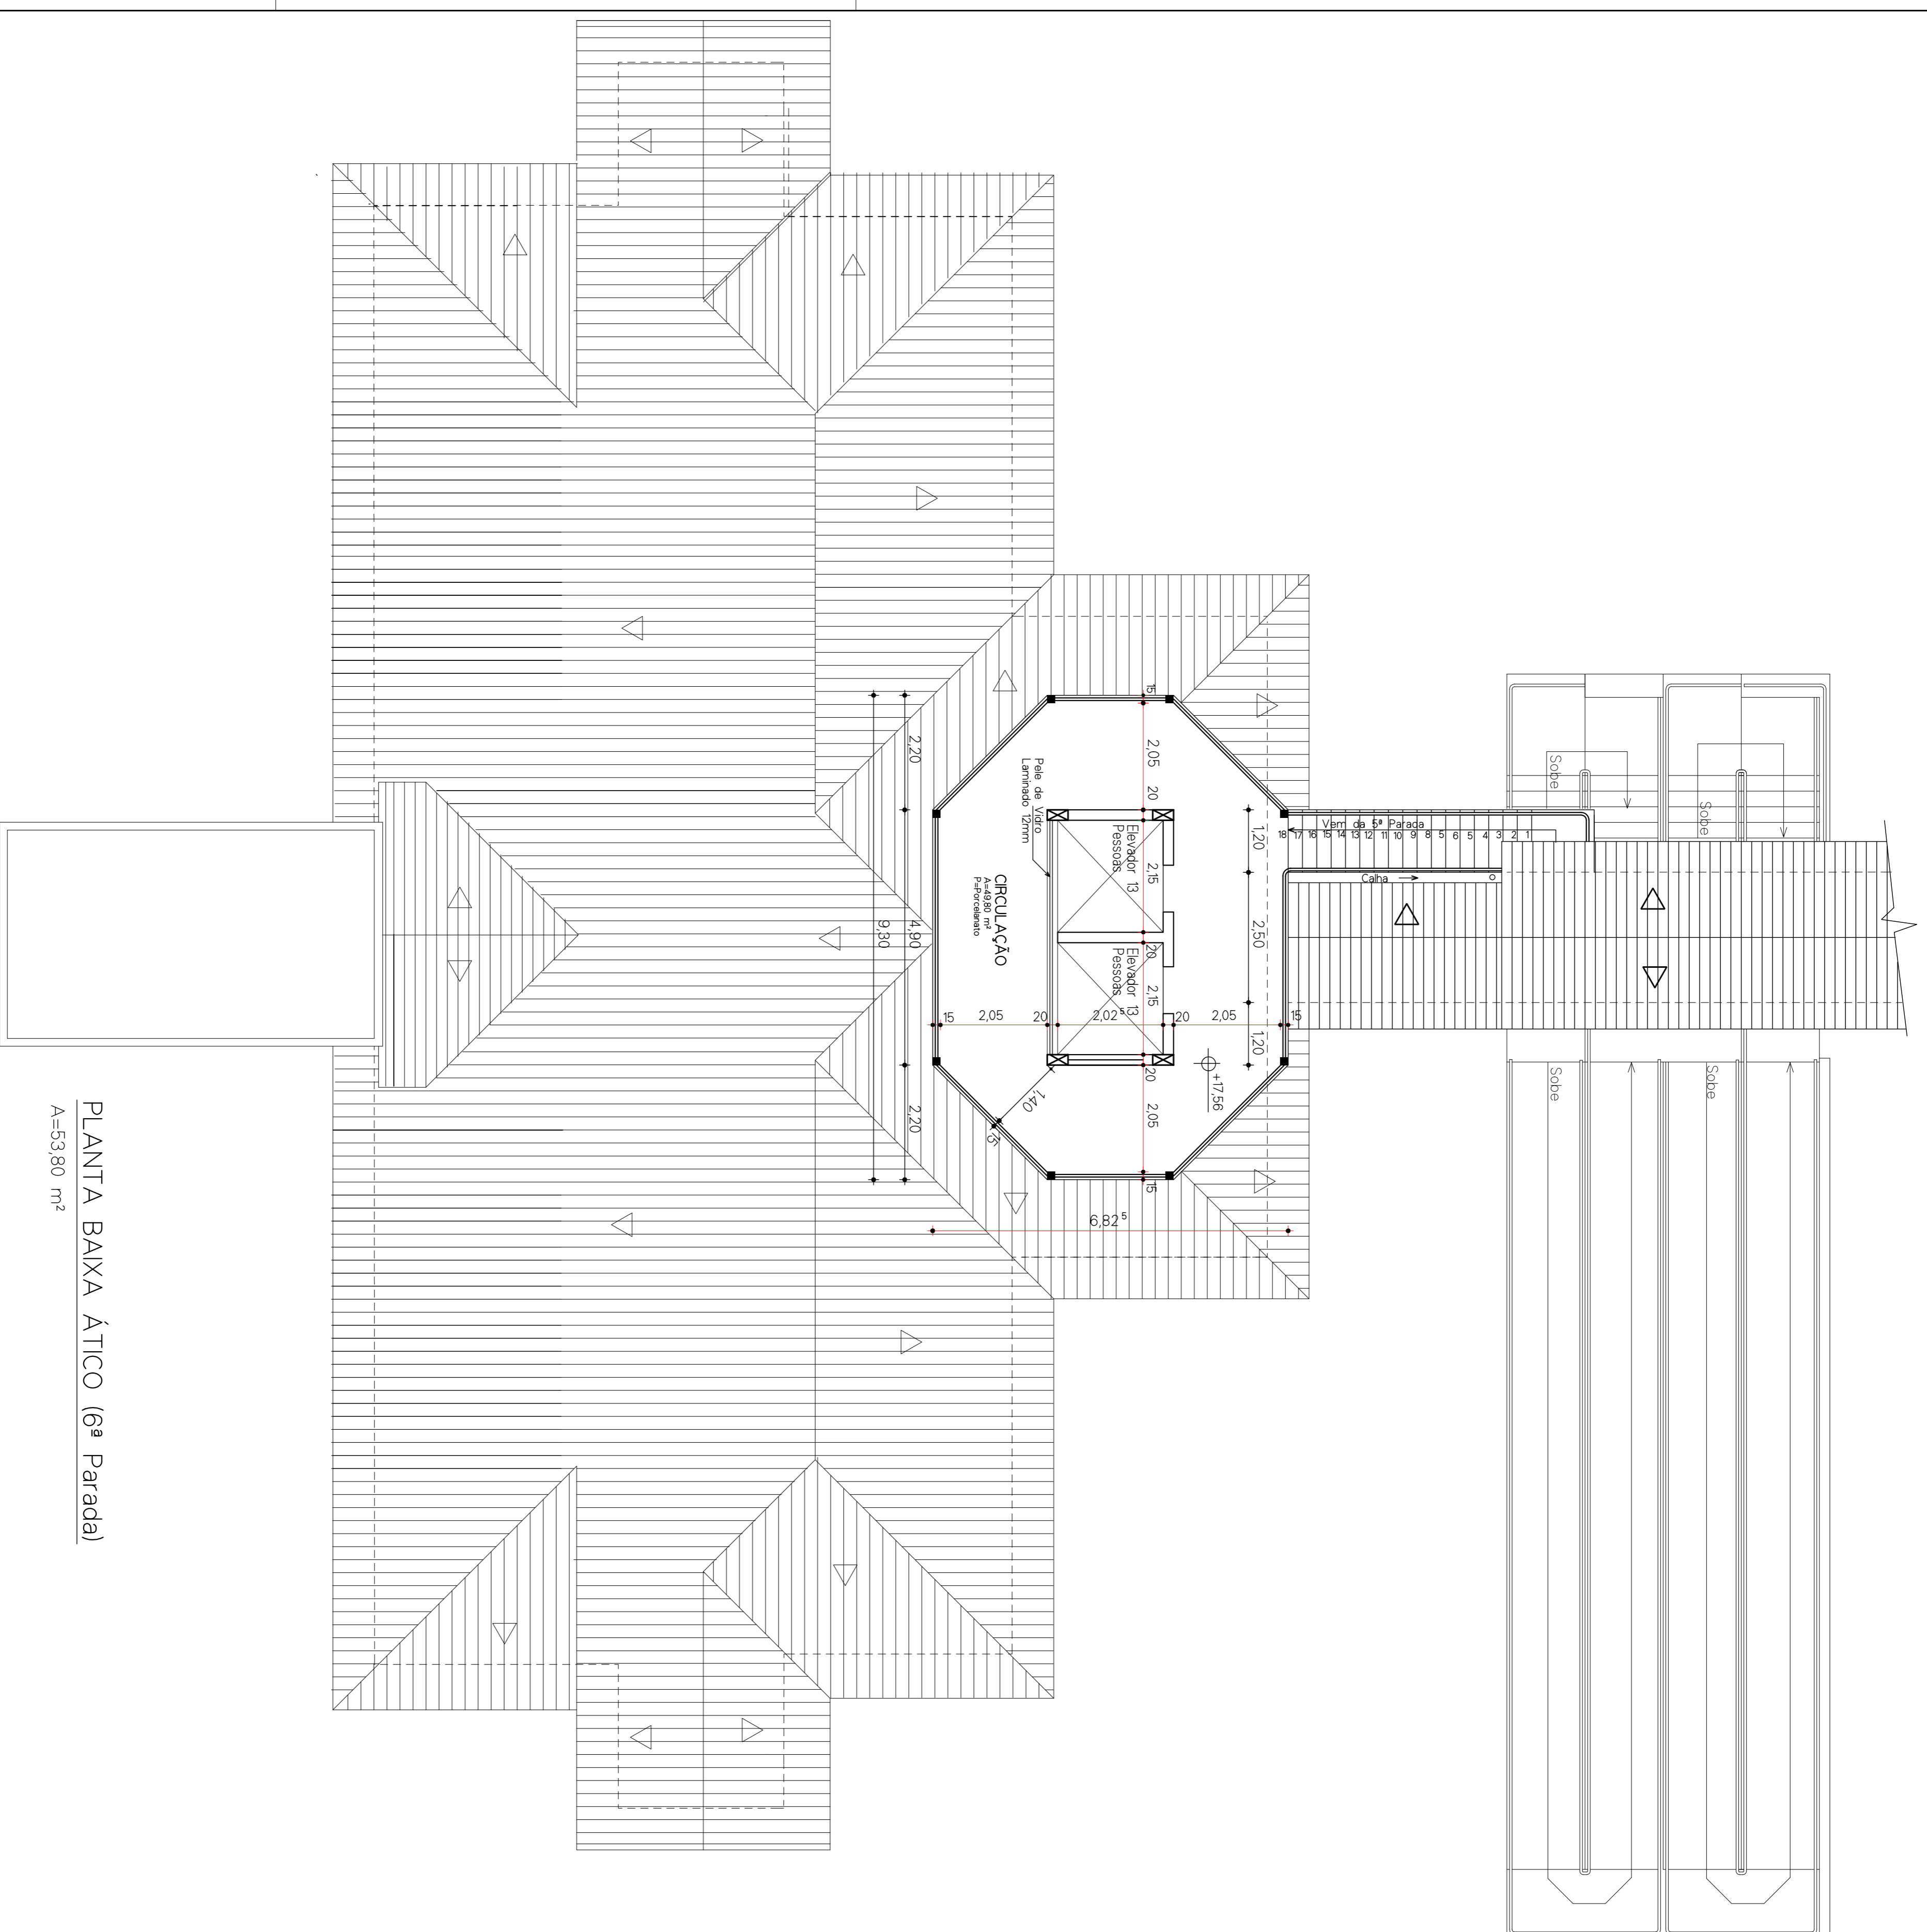 PLANTA BAIXA ÁTICO (6ª Parada)
A=53,80 m²
CIRCULAÇÃO
A=49,80 m²
P=Porcelanato
Pele de Vidro
Laminado 12mm
Elevador 13
Pessoas
Elevador 13
Pessoas
Vem da 5ª Parada
18 17 16 15 14 13 12 11 10 9 8 5 6 5 4 3 2 1
Calha
Sobe
Sobe
Sobe
Sobe
+17,56
2,20
4,90
2,20
9,30
15
2,05
20
2,15
20
2,15
20
2,05
15
1,20
2,50
1,20
15
2,05
20
2,02⁵
20
2,05
15
1,40
15
6,82⁵